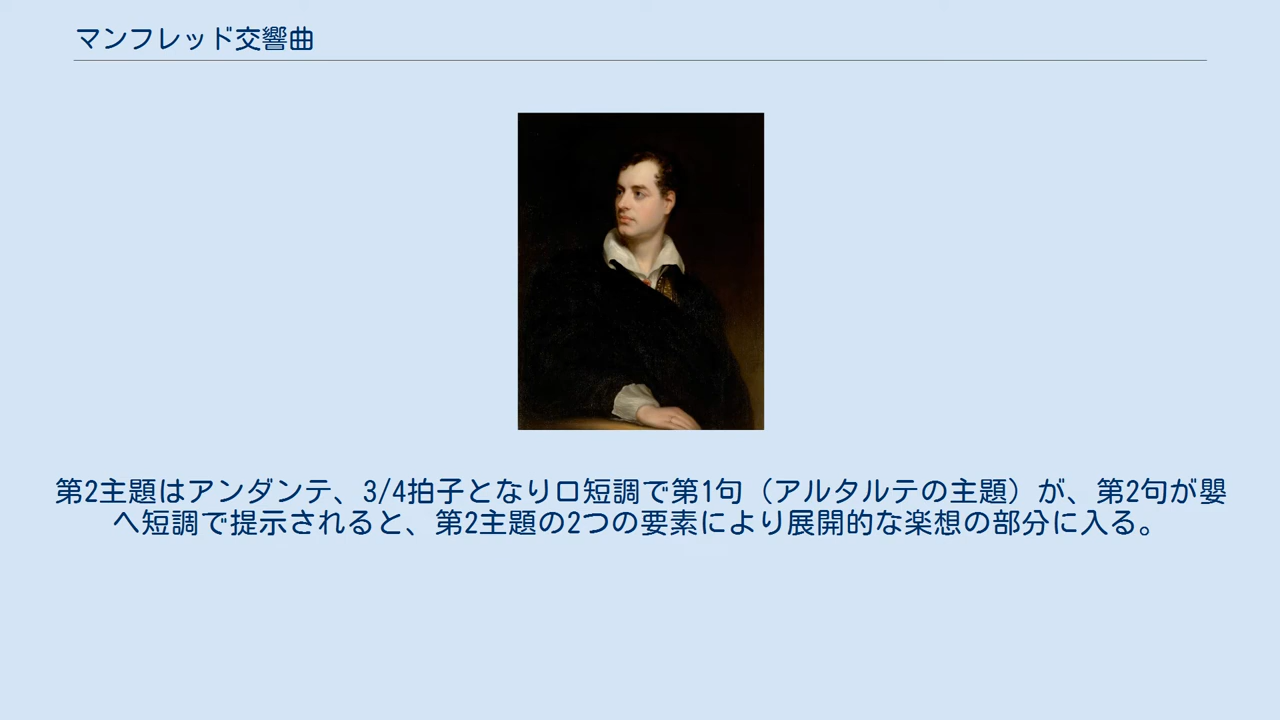 マンフレッド交響曲
第2主題はアンダンテ、3/4拍子となりロ短調で第1句（アルタルテの主題）が、第2句が嬰
ヘ短調で提示されると、第2主題の2つの要素により展開的な楽想の部分に入る。